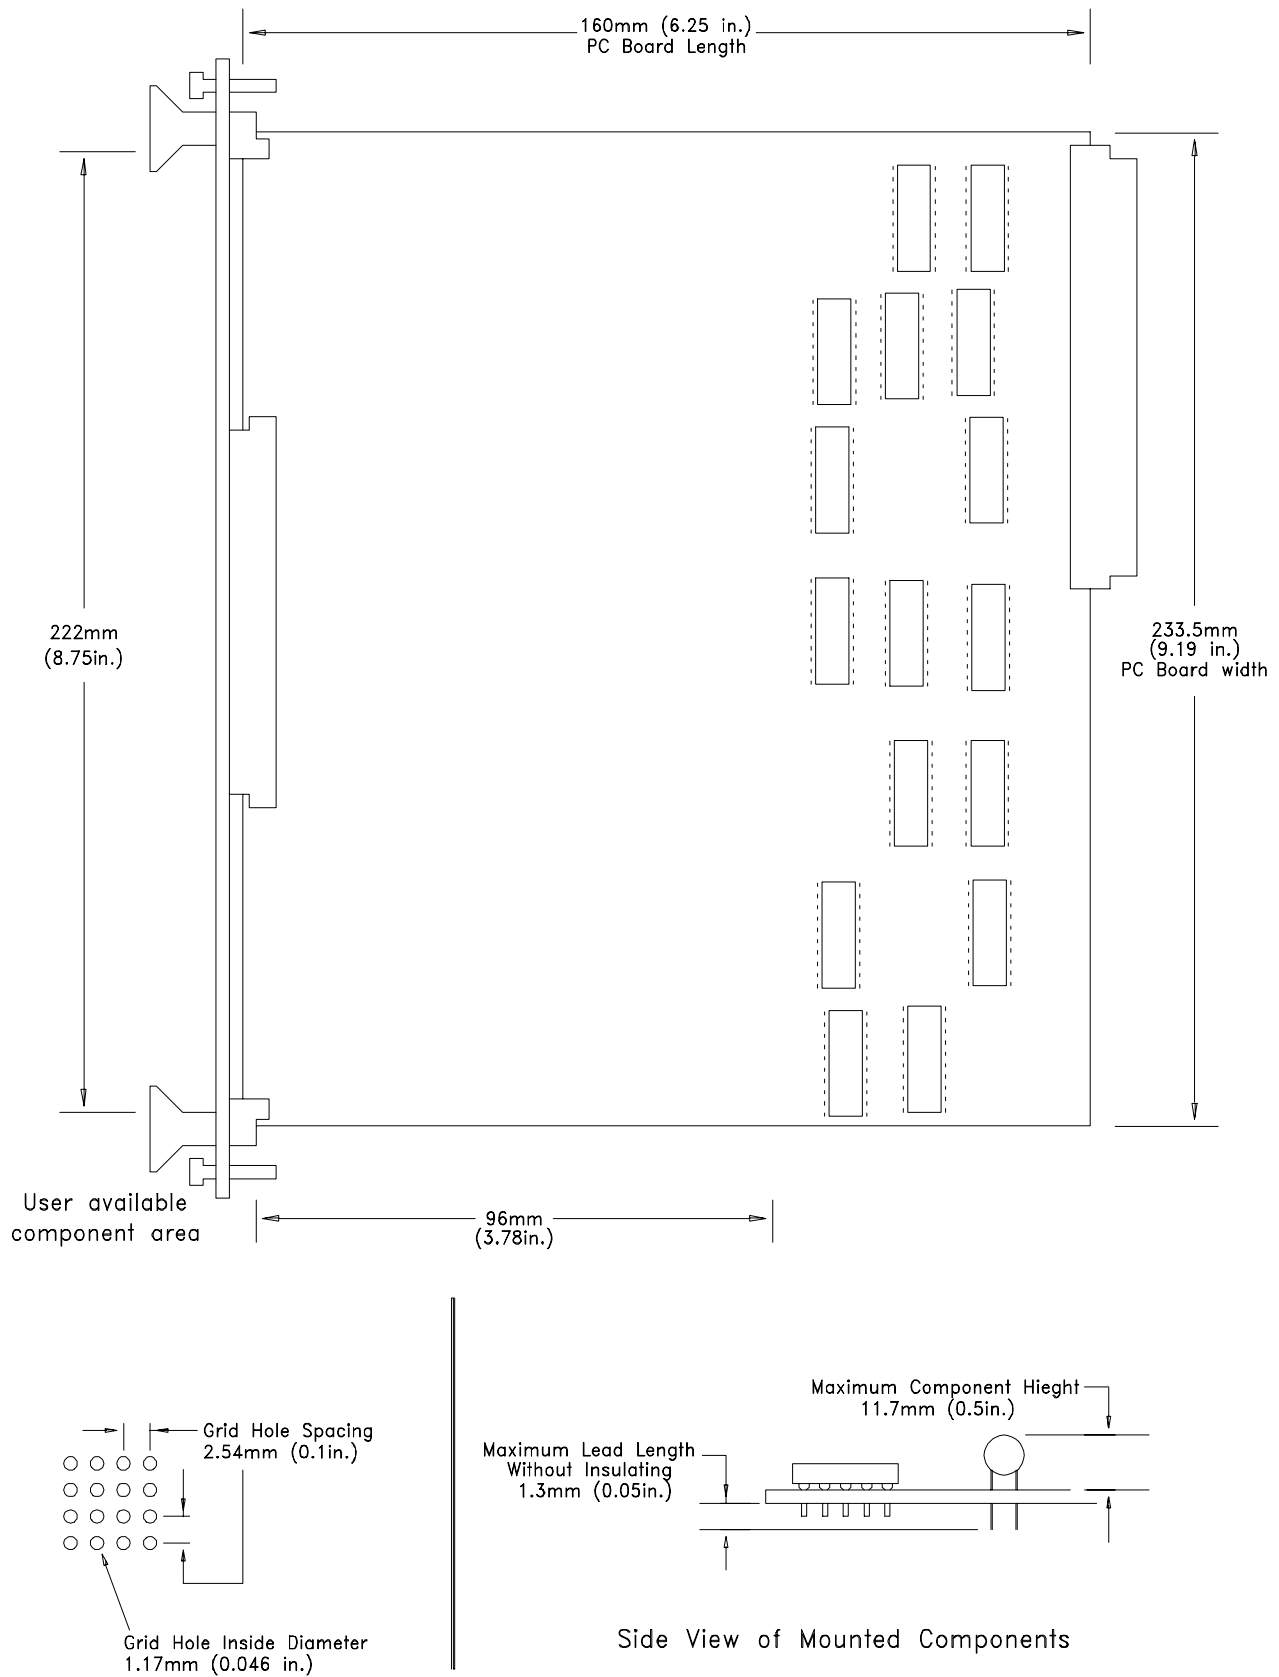 160mm (6.25 in.)
PC Board Length
222mm
(8.75in.)
233.5mm
(9.19 in.)
PC Board width
User available
component area
96mm
(3.78in.)
Maximum Component Hieght
11.7mm (0.5in.)
Grid Hole Spacing
2.54mm (0.1in.)
Maximum Lead Length
Without Insulating
1.3mm (0.05in.)
Grid Hole Inside Diameter
1.17mm (0.046 in.)
Side View of Mounted Components